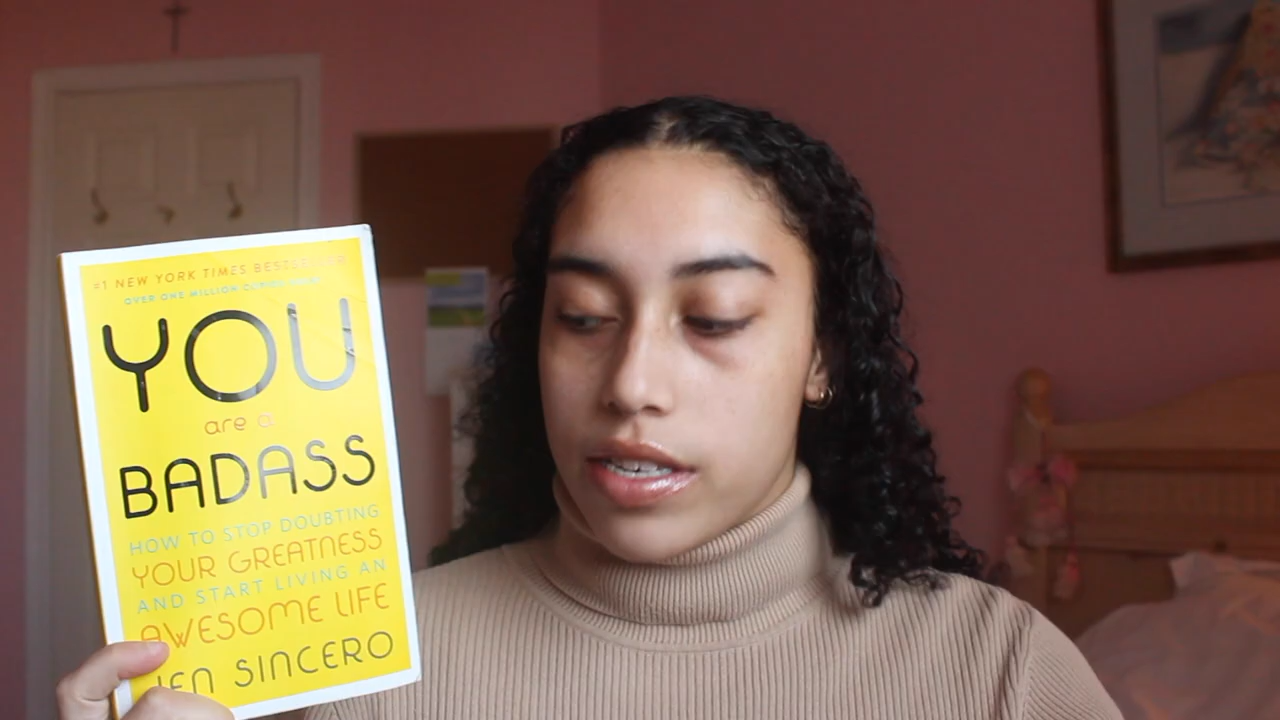 #1 NEW YORK TIMES BESTSELLER
OVER ONE MILLION COPIES
YOU
are a
BADASS
HOW TO STOP DOUBTING
YOUR GREATNESS
AND START LIVING AN
AWESOME LIFE
JEN SINCERO